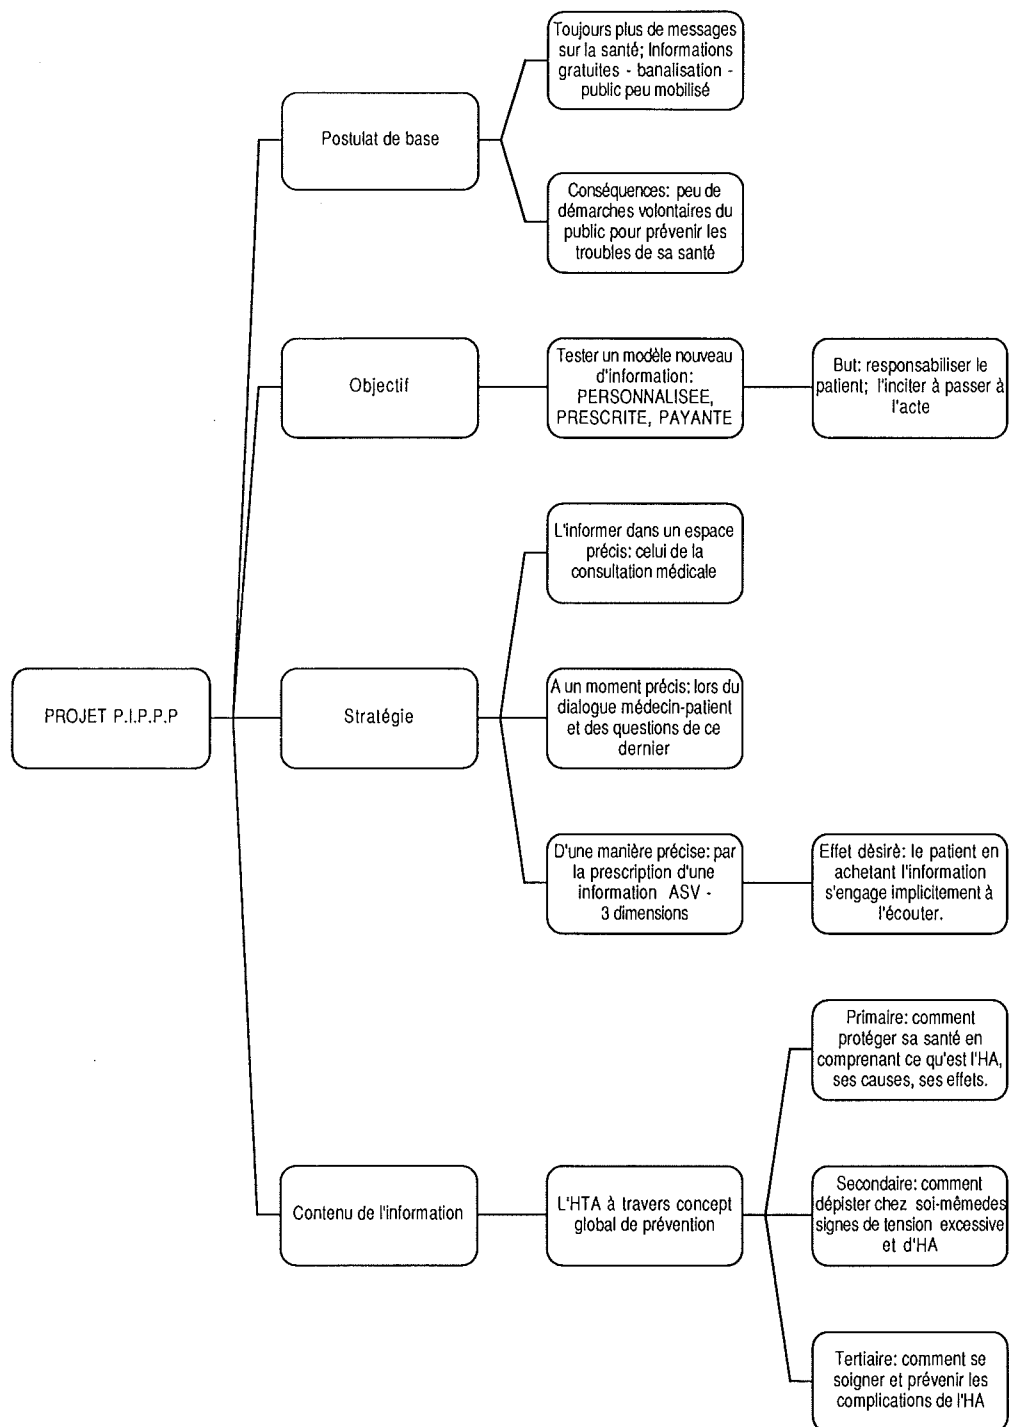 Toujours plus de messages
sur la santé; Informations
gratuites - banalisation -
public peu mobilisé
Postulat de base
Conséquences: peu de
démarches volontaires du
public pour prévenir les
troubles de sa santé
Objectif
Tester un modèle nouveau
d'information:
PERSONNALISEE,
PRESCRITE, PAYANTE
But: responsabiliser le
patient; l'inciter à passer à
l'acte
L'informer dans un espace
précis: celui de la
consultation médicale
PROJET P.I.P.P.P
Stratégie
A un moment précis: lors du
dialogue médecin-patient
et des questions de ce
dernier
D'une manière précise: par
la prescription d'une
information ASV -
3 dimensions
Effet dèsirè: le patient en
achetant l'information
s'engage implicitement à
l'écouter.
Primaire: comment
protéger sa santé en
comprenant ce qu'est l'HA,
ses causes, ses effets.
Contenu de l'information
L'HTA à travers concept
global de prévention
Secondaire: comment
dépister chez soi-mêmedes
signes de tension excessive
et d'HA
Tertiaire: comment se
soigner et prévenir les
complications de l'HA